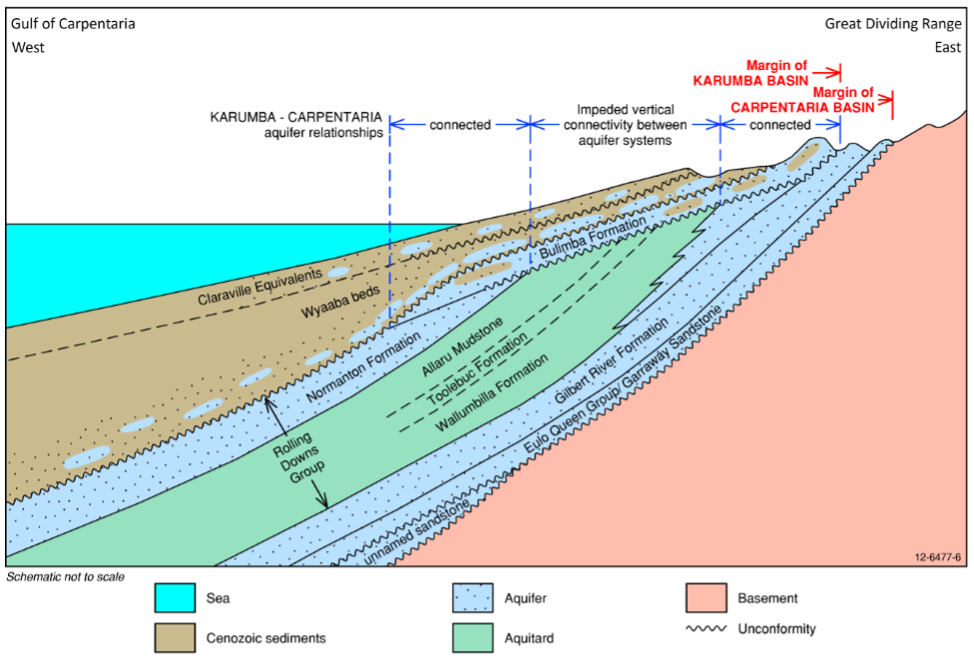 Gulf of Carpentaria
West
Great Dividing Range
East
Margin of
KARUMBA BASIN
Margin of
CARPENTARIA BASIN
KARUMBA - CARPENTARIA
aquifer relationships
connected
Impeded vertical
connectivity between
aquifer systems
connected
Bulimba Formation
Claraville Equivalents
Wyaaba beds
Normanton Formation
Allaru Mudstone
Toolebuc Formation
Wallumbilla Formation
Gilbert River Formation
Eulo Queen Group/ Garraway Sandstone
Rolling
Downs
Group
unnamed sandstone
12-6477-6
Schematic not to scale
Sea
Aquifer
Basement
Cenozoic sediments
Aquitard
Unconformity